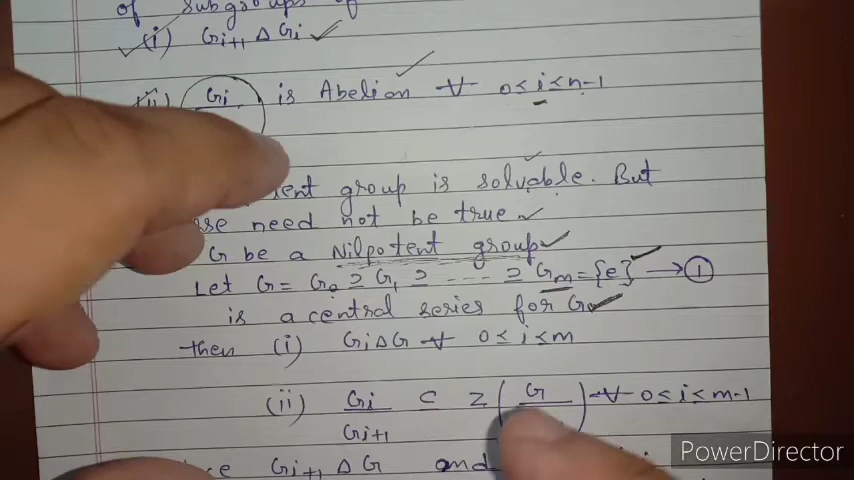 of subgroups of
(i) Gi+1 Δ Gi
(ii) Gi is Abelian ∀ 0≤i≤n-1
group is solvable. But
need not be true
G be a Nilpotent group
Let G = G0 ⊇ G1 ⊇ ---- ⊇ Gm = {e} → ①
is a central series for G
then (i) Gi Δ G ∀ 0≤i≤m
(ii) Gi/Gi+1 ⊂ Z(G ) ∀ 0≤i≤m-1
Gi+1 Δ G and
PowerDirector